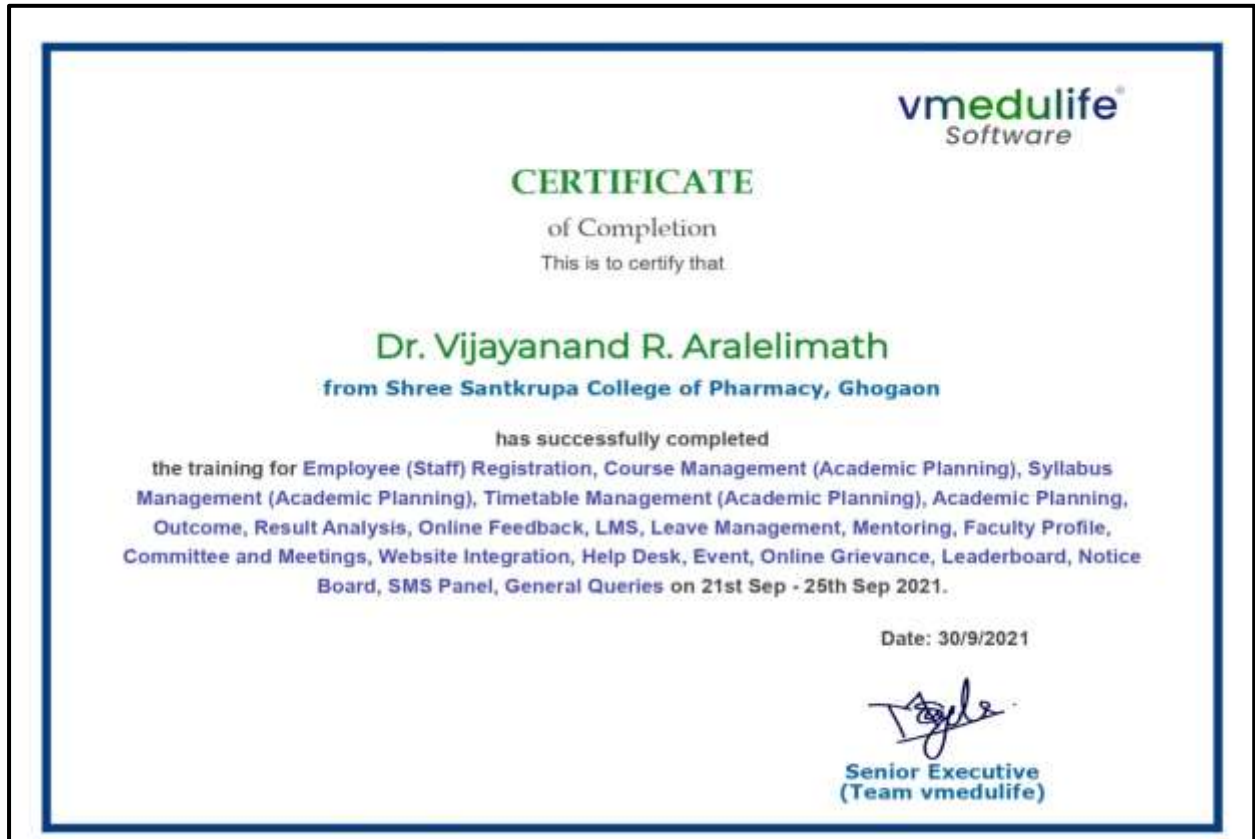 vmedulife®
Software
CERTIFICATE
of Completion
This is to certify that
Dr. Vijayanand R. Aralelimath
from Shree Santkrupa College of Pharmacy, Ghogaon
has successfully completed
the training for Employee (Staff) Registration, Course Management (Academic Planning), Syllabus
Management (Academic Planning), Timetable Management (Academic Planning), Academic Planning,
Outcome, Result Analysis, Online Feedback, LMS, Leave Management, Mentoring, Faculty Profile,
Committee and Meetings, Website Integration, Help Desk, Event, Online Grievance, Leaderboard, Notice
Board, SMS Panel, General Queries on 21st Sep - 25th Sep 2021.
Date: 30/9/2021
Senior Executive
(Team vmedulife)